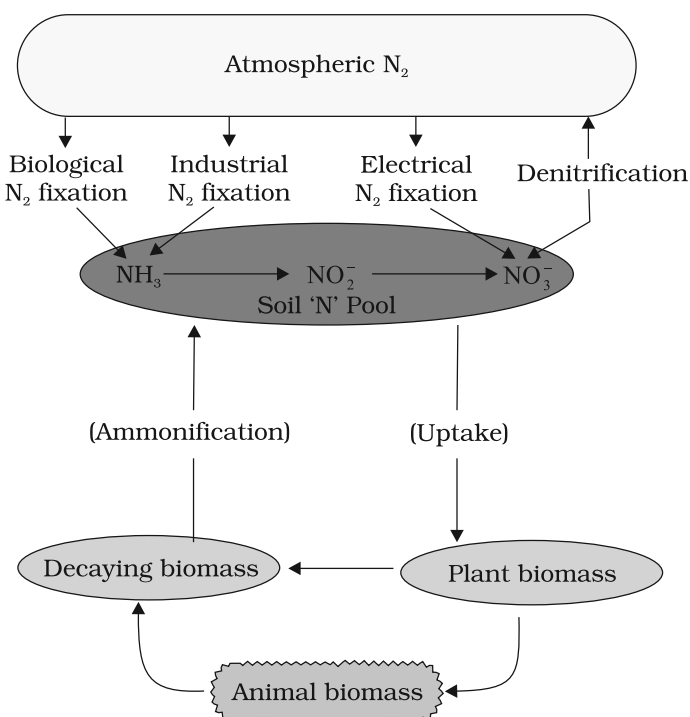 Atmospheric N₂
Biological
N₂ fixation
Industrial
N₂ fixation
Electrical
N₂ fixation
Denitrification
NH₃
NO₂⁻
NO₃⁻
Soil ‘N’ Pool
(Ammonification)
(Uptake)
Decaying biomass
Plant biomass
Animal biomass